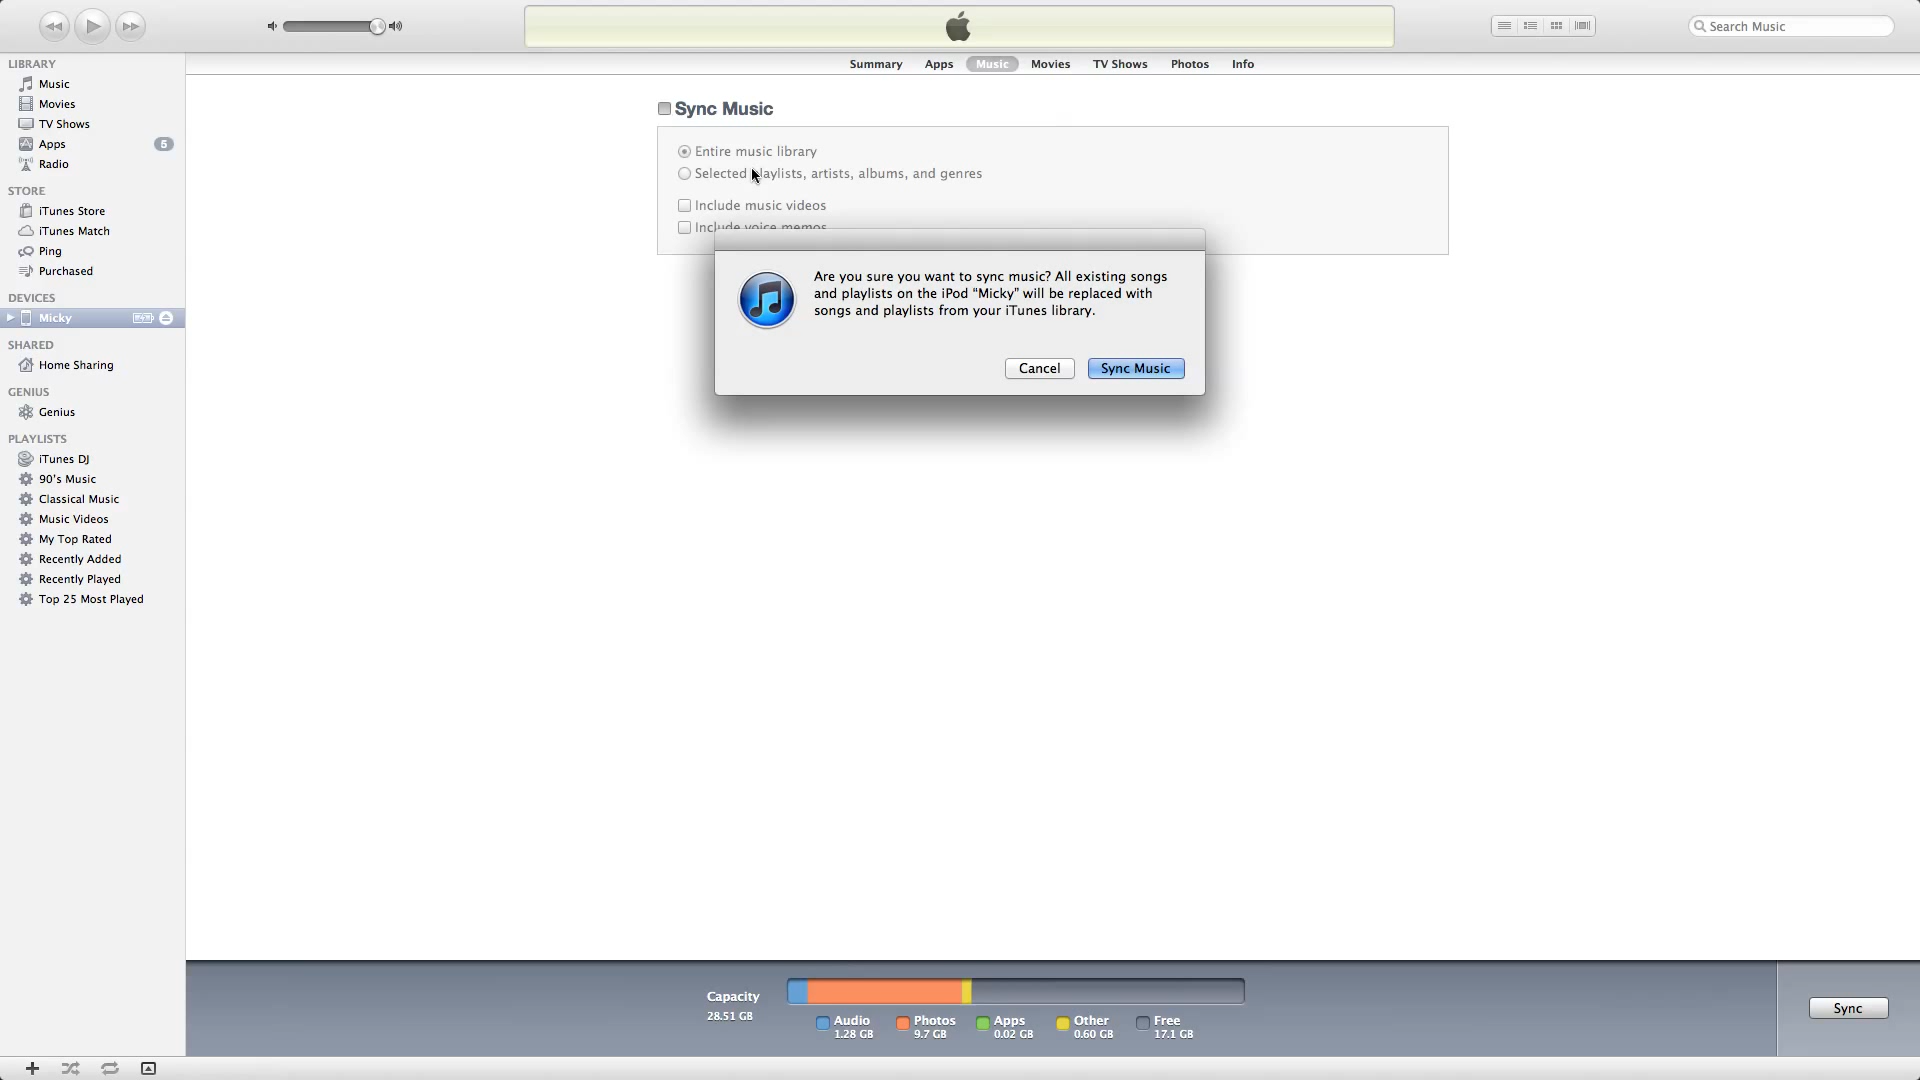 Search Music
LIBRARY
Music
Movies
TV Shows
Apps
5
Radio
STORE
iTunes Store
iTunes Match
Ping
Purchased
DEVICES
Micky
SHARED
Home Sharing
GENIUS
Genius
PLAYLISTS
iTunes DJ
90's Music
Classical Music
Music Videos
My Top Rated
Recently Added
Recently Played
Top 25 Most Played
Summary
Apps
Music
Movies
TV Shows
Photos
Info
Sync Music
Entire music library
Selected playlists, artists, albums, and genres
Include music videos
Include voice memos
Are you sure you want to sync music? All existing songs
and playlists on the iPod “Micky” will be replaced with
songs and playlists from your iTunes library.
Cancel
Sync Music
Capacity
28.51 GB
Audio
1.28 GB
Photos
9.7 GB
Apps
0.02 GB
Other
0.60 GB
Free
17.1 GB
Sync